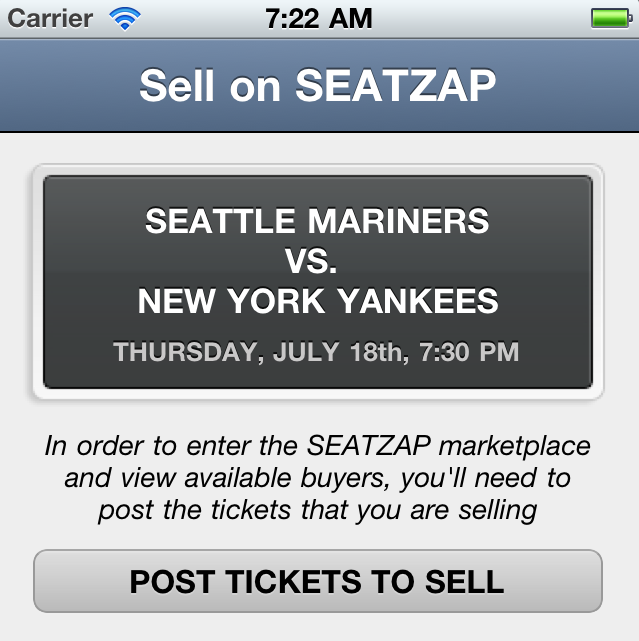 Carrier 7:22 AM
Sell on SEATZAP
SEATTLE MARINERS
VS.
NEW YORK YANKEES
THURSDAY, JULY 18th, 7:30 PM
In order to enter the SEATZAP marketplace
and view available buyers, you'll need to
post the tickets that you are selling
POST TICKETS TO SELL